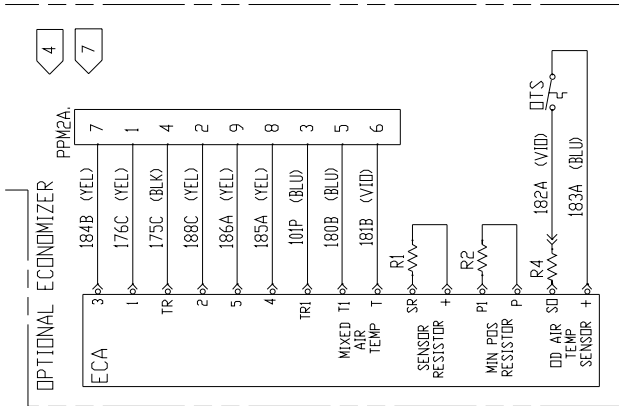 4
7
PPM2A.
7 1 4 2 9 8 3 5 6
184B (YEL)
176C (YEL)
175C (BLK)
188C (YEL)
186A (YEL)
185A (YEL)
101P (BLU)
180B (BLU)
181B (VIO)
OTS
182A (VIO)
183A (BLU)
R1
R2
R4
OPTIONAL ECONOMIZER
ECA
3 1 TR 2 5 4 TR1 T1 T SR + P1 P SO +
MIXED
AIR
TEMP
SENSOR
RESISTOR
MIN POS
RESISTOR
OD AIR
TEMP
SENSOR